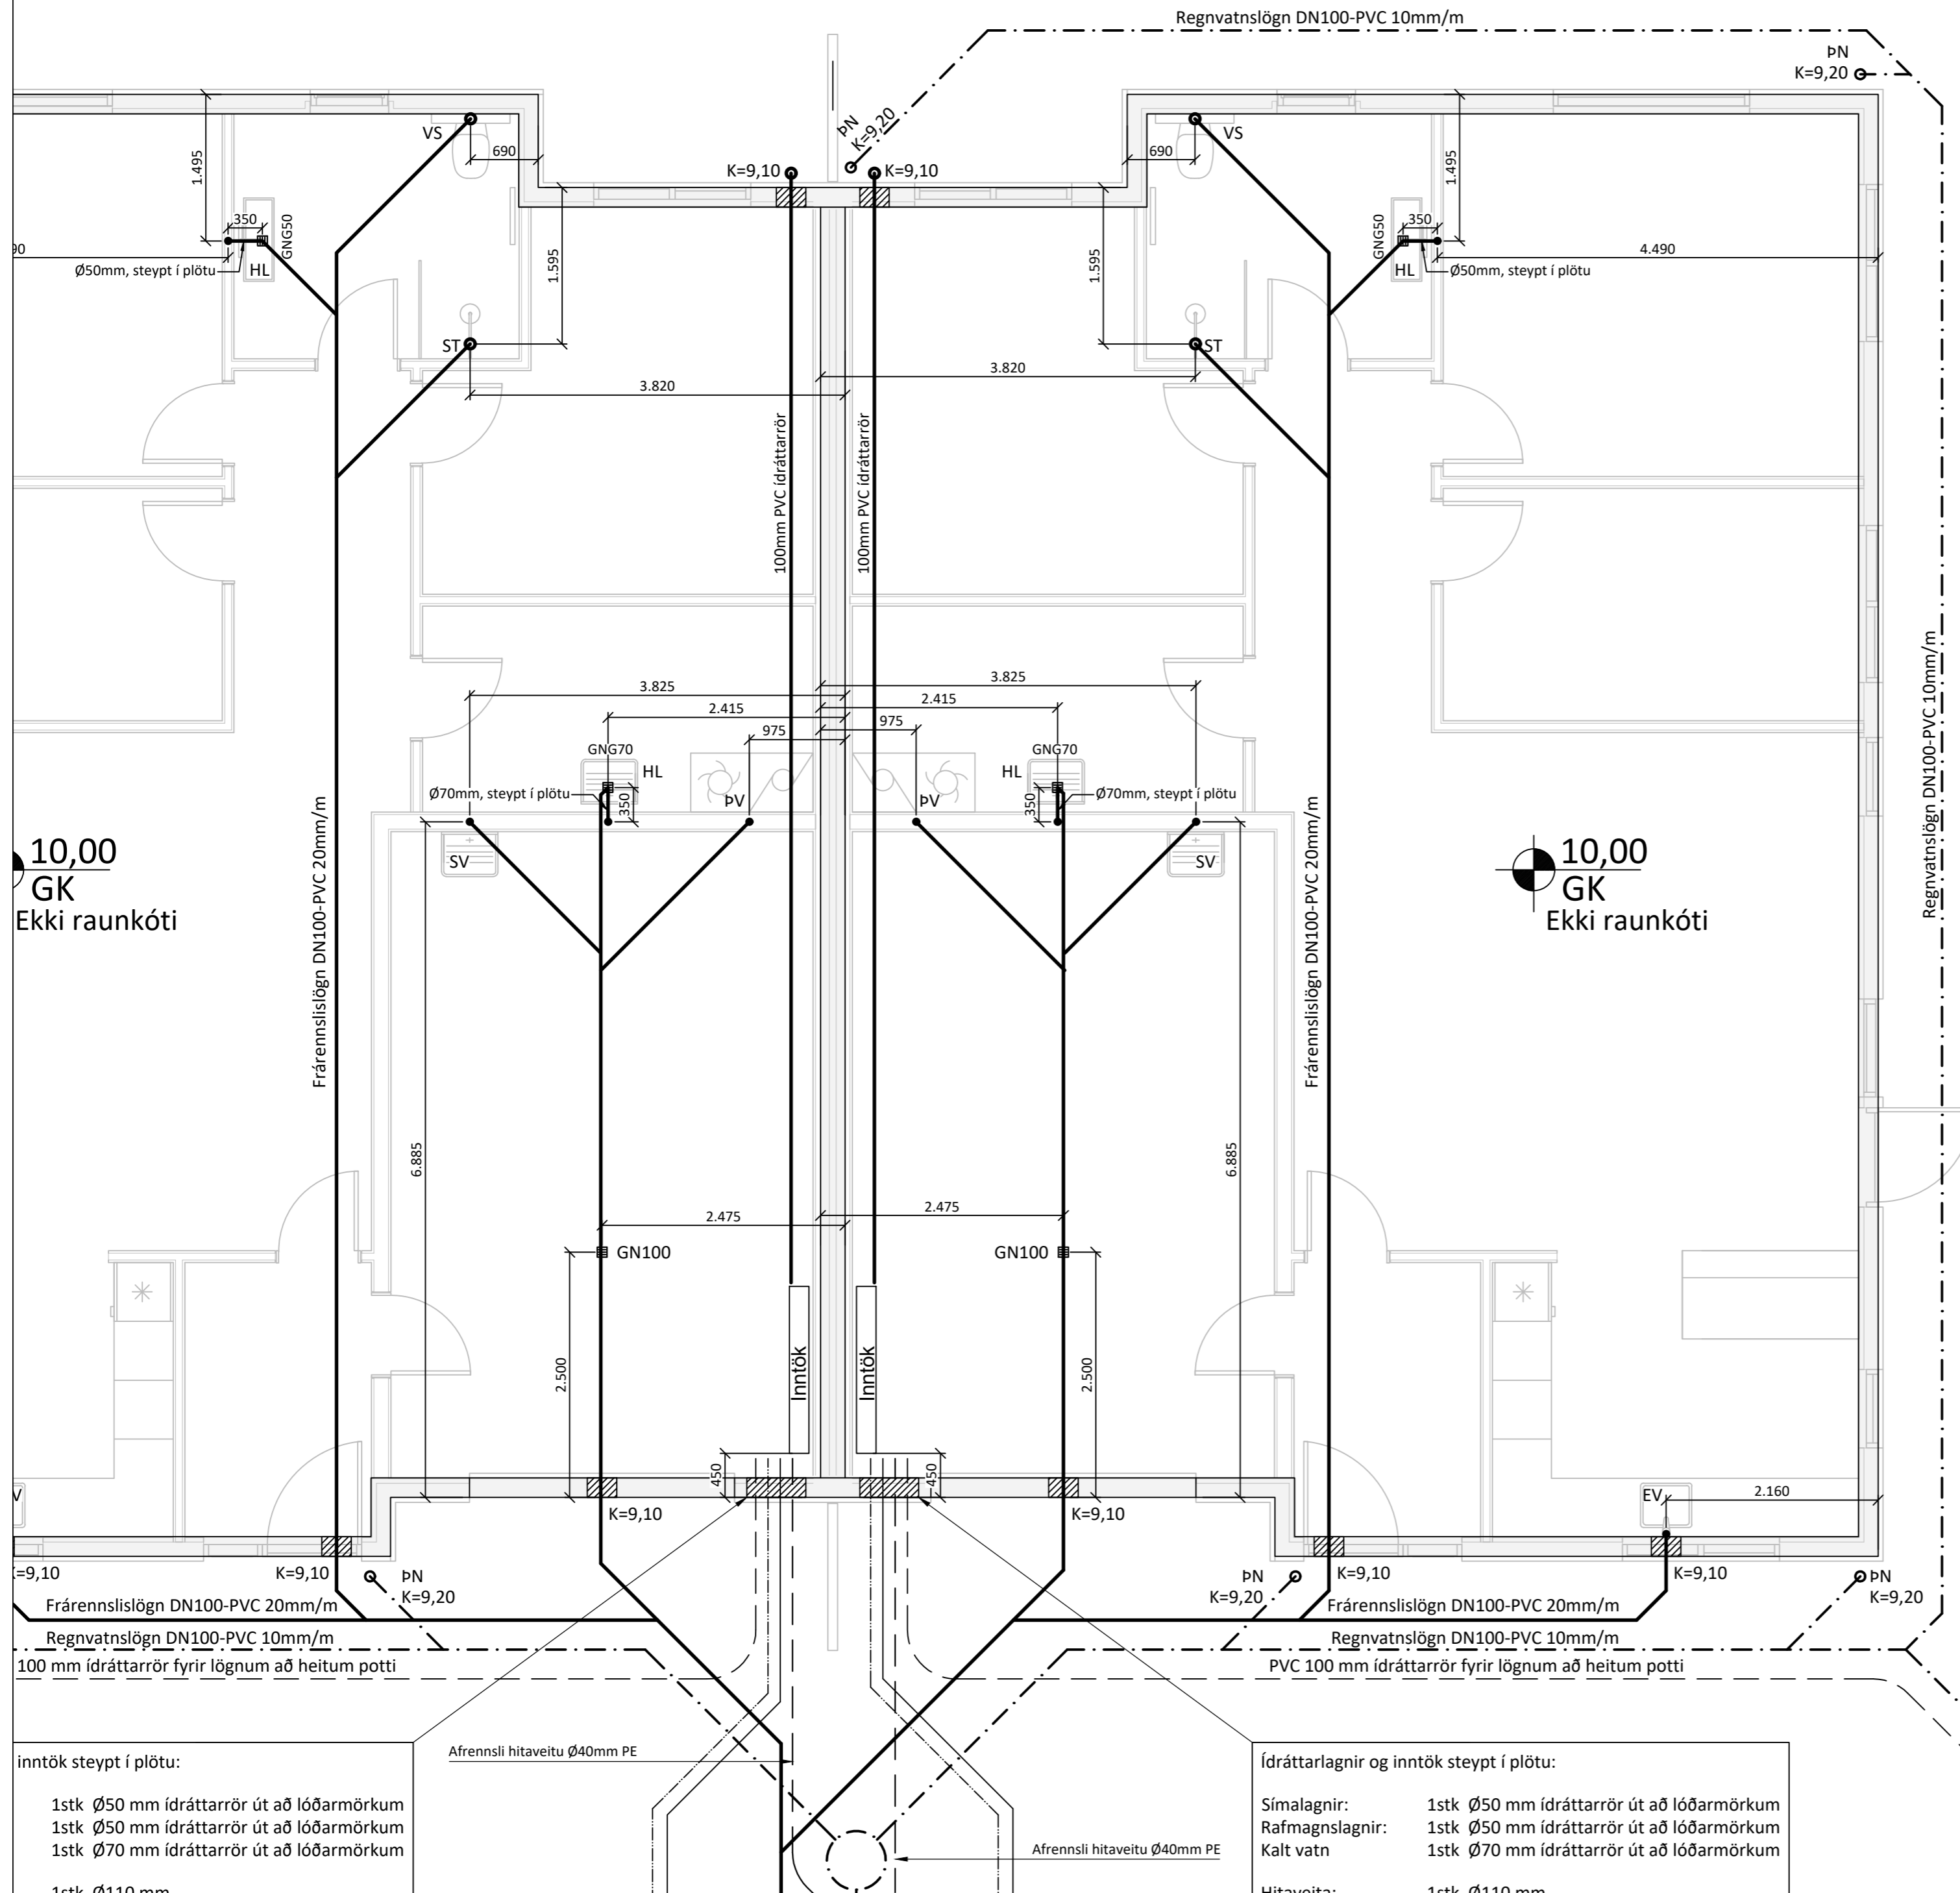 Regnvatnslögn DN100-PVC 10mm/m
ÞN
K=9,20
ÞN
K=9,20
VS
690
K=9,10
K=9,10
690
VS
1.495
350
GNG50
HL
Ø50mm, steypt í plötu
1.595
1.595
1.495
350
GNG50
HL
Ø50mm, steypt í plötu
4.490
ST
ST
3.820
3.820
100mm PVC ídráttarrör
100mm PVC ídráttarrör
3.825
3.825
2.415
2.415
975
975
GNG70
HL
Ø70mm, steypt í plötu
350
ÞV
ÞV
GNG70
HL
Ø70mm, steypt í plötu
350
SV
SV
Frárennslislögn DN100-PVC 20mm/m
Frárennslislögn DN100-PVC 20mm/m
Regnvatnslögn DN100-PVC 10mm/m
10,00
GK
Ekki raunkóti
10,00
GK
Ekki raunkóti
6.885
6.885
2.475
2.475
GN100
GN100
2.500
2.500
Inntök
Inntök
450
450
EV
2.160
K=9,10
K=9,10
K=9,10
K=9,10
K=9,10
K=9,10
ÞN
K=9,20
ÞN
K=9,20
ÞN
K=9,20
Frárennslislögn DN100-PVC 20mm/m
Frárennslislögn DN100-PVC 20mm/m
Regnvatnslögn DN100-PVC 10mm/m
Regnvatnslögn DN100-PVC 10mm/m
100 mm ídráttarrör fyrir lögnum að heitum potti
PVC 100 mm ídráttarrör fyrir lögnum að heitum potti
Afrennsli hitaveitu Ø40mm PE
Afrennsli hitaveitu Ø40mm PE
inntök steypt í plötu:
1stk Ø50 mm ídráttarrör út að lóðarmörkum
1stk Ø50 mm ídráttarrör út að lóðarmörkum
1stk Ø70 mm ídráttarrör út að lóðarmörkum
1stk Ø110 mm
Ídráttarlagnir og inntök steypt í plötu:
Símalagnir: 1stk Ø50 mm ídráttarrör út að lóðarmörkum
Rafmagnslagnir: 1stk Ø50 mm ídráttarrör út að lóðarmörkum
Kalt vatn 1stk Ø70 mm ídráttarrör út að lóðarmörkum
Hitaveita: 1stk Ø110 mm